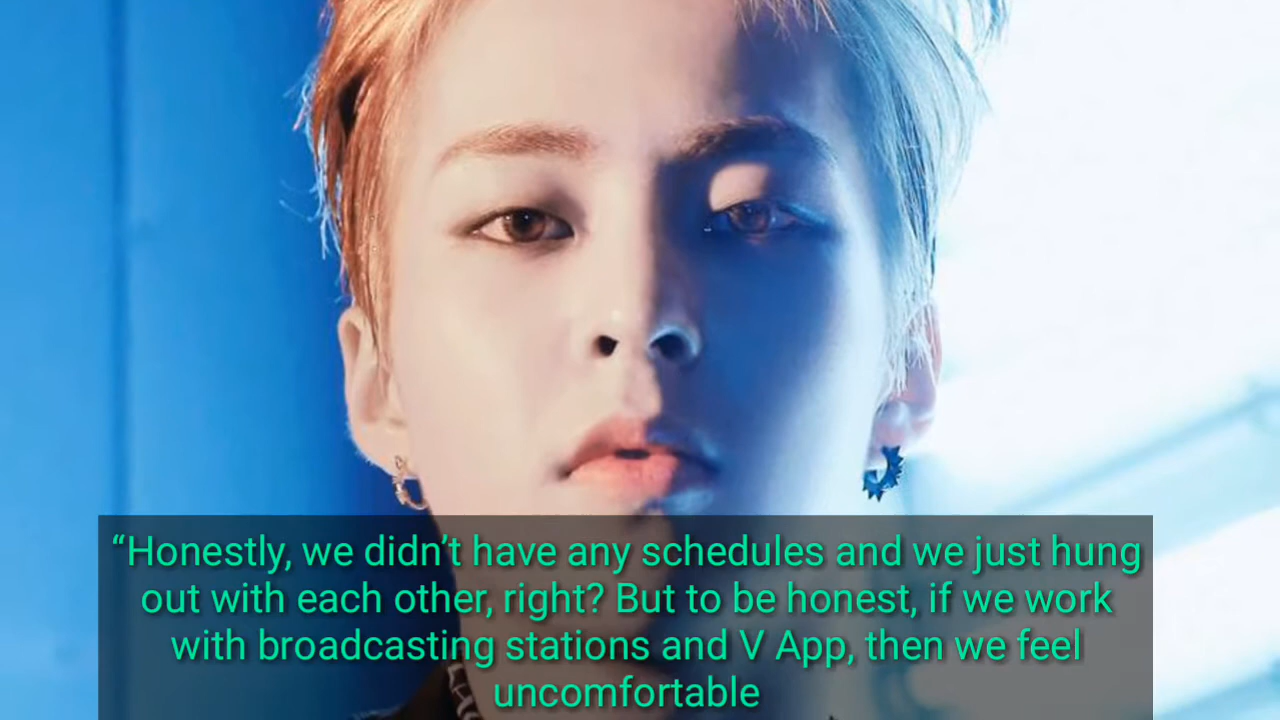 “Honestly, we didn’t have any schedules and we just hung
out with each other, right? But to be honest, if we work
with broadcasting stations and V App, then we feel
uncomfortable